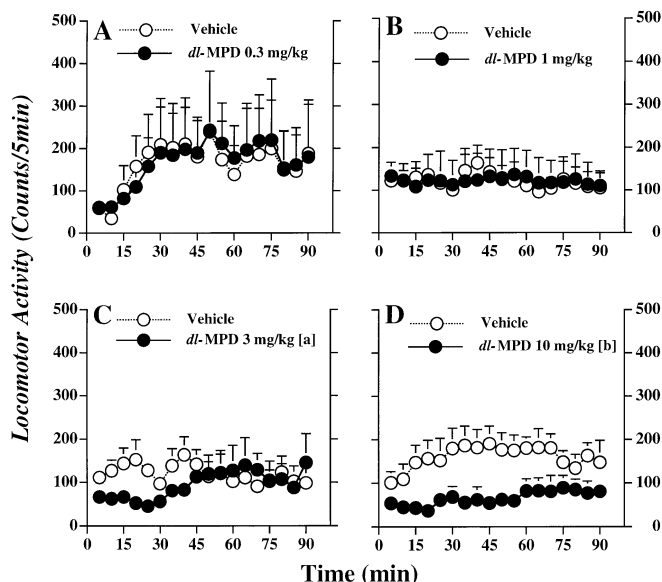 A
Vehicle
dl-MPD 0.3 mg/kg
B
Vehicle
dl-MPD 1 mg/kg
500
400
300
200
100
0
500
400
300
200
100
0
0 15 30 45 60 75 90
0 15 30 45 60 75 90
Locomotor Activity (Counts/5min)
C
Vehicle
dl-MPD 3 mg/kg [a]
D
Vehicle
dl-MPD 10 mg/kg [b]
500
400
300
200
100
0
500
400
300
200
100
0
0 15 30 45 60 75 90
0 15 30 45 60 75 90
Time (min)